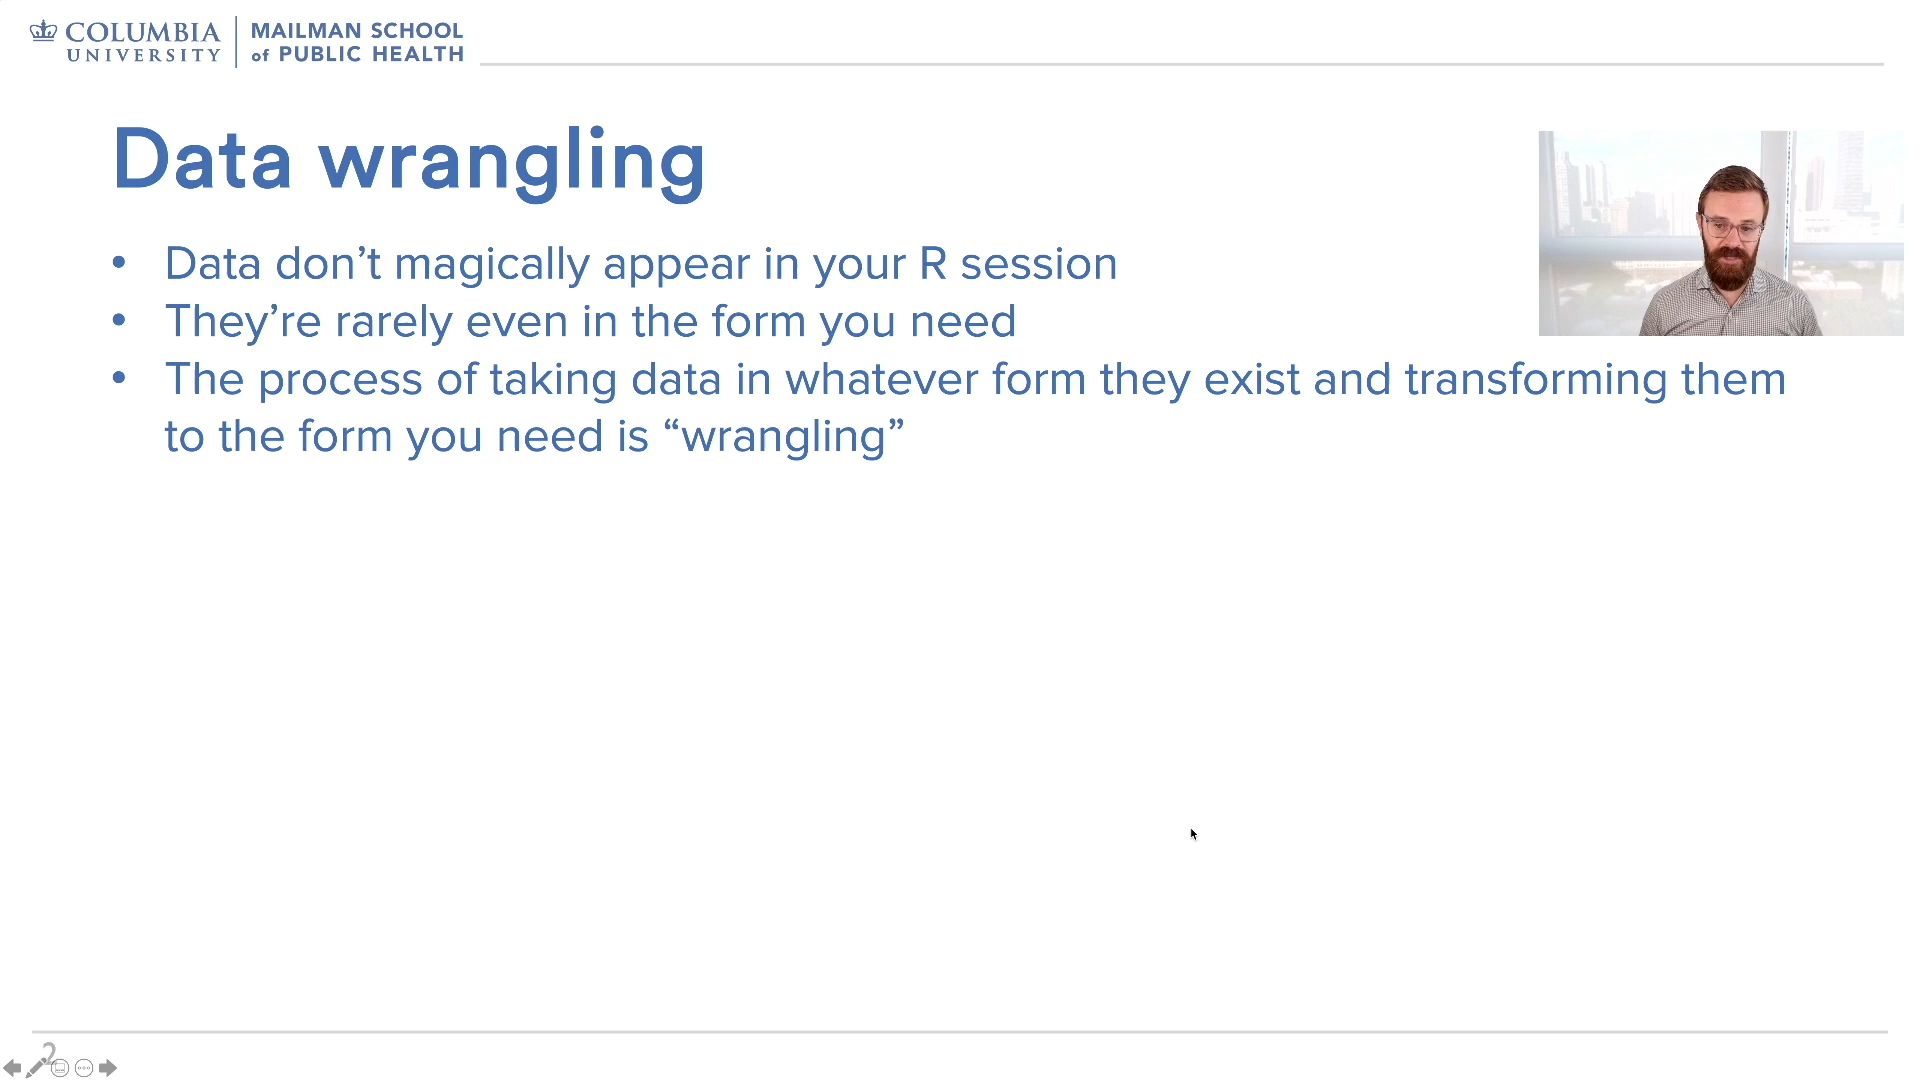 COLUMBIA
UNIVERSITY
MAILMAN SCHOOL
of PUBLIC HEALTH
Data wrangling
• Data don’t magically appear in your R session
• They’re rarely even in the form you need
• The process of taking data in whatever form they exist and transforming them
to the form you need is “wrangling”
2